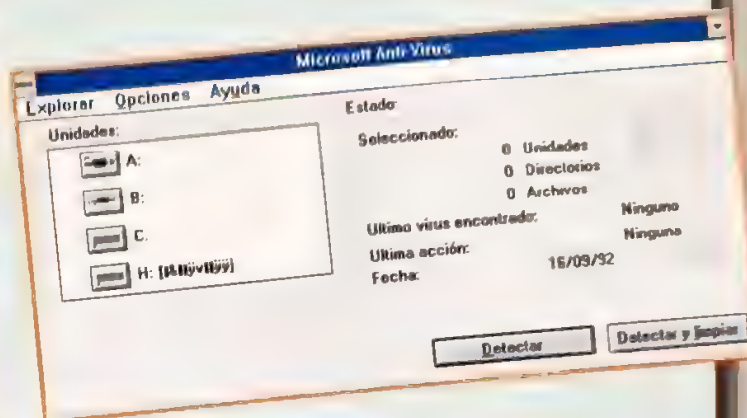 Microsoft Anti-Virus
Explorar Opciones Ayuda
Unidades:
A:
B:
C:
H:
Estado:
Seleccionado:
0 Unidades
0 Directorios
0 Archivos
Ultimo virus encontrado: Ninguno
Ultima acción: Ninguna
Fecha: 16/09/92
Detectar
Detectar y limpiar